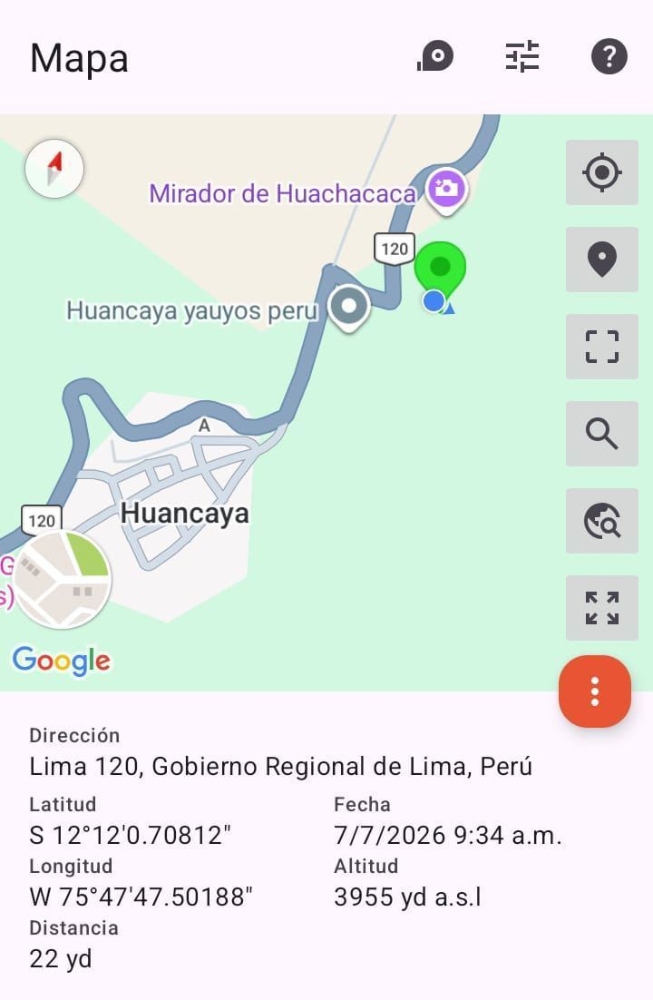 Mapa
Mirador de Huachacaca
120
Huancaya yauyos peru
A
Huancaya
120
G
s)
Google
Dirección
Lima 120, Gobierno Regional de Lima, Perú
Latitud
S 12°12'0.70812"
Fecha
7/7/2026 9:34 a.m.
Longitud
W 75°47'47.50188"
Altitud
3955 yd a.s.l
Distancia
22 yd